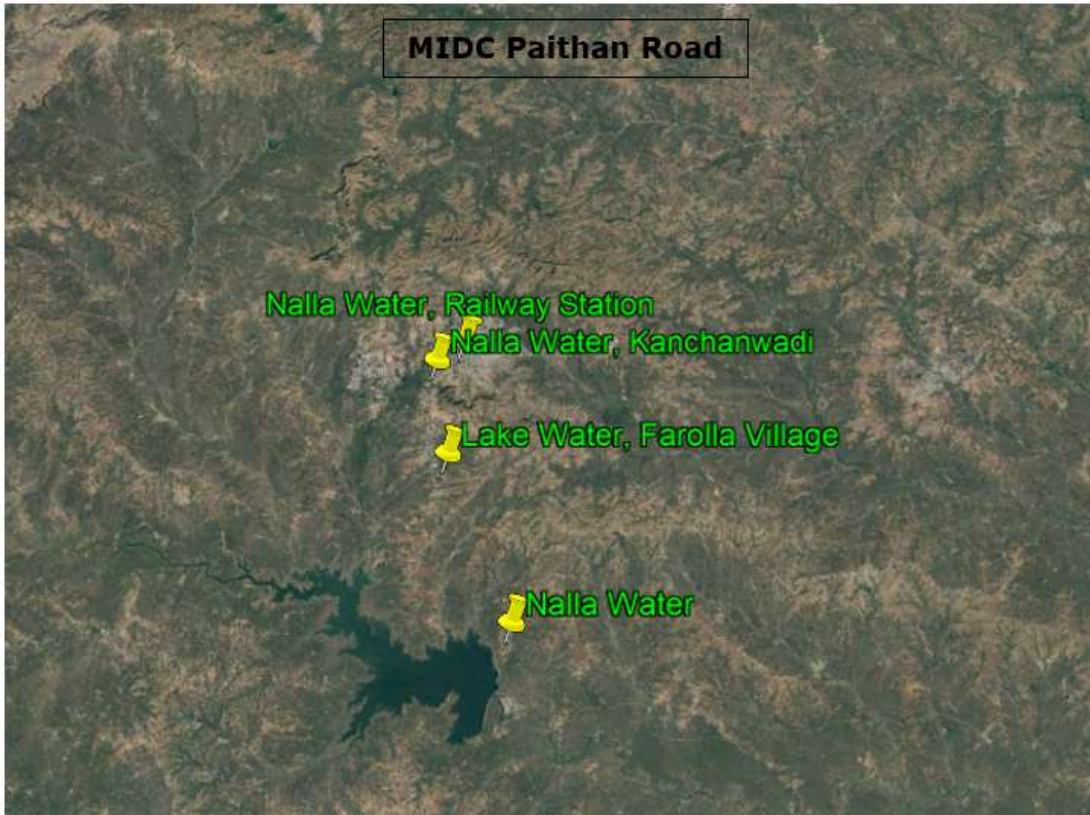 MIDC Paithan Road
Nalla Water, Railway Station
Nalla Water, Kanchanwadi
Lake Water, Farolla Village
Nalla Water